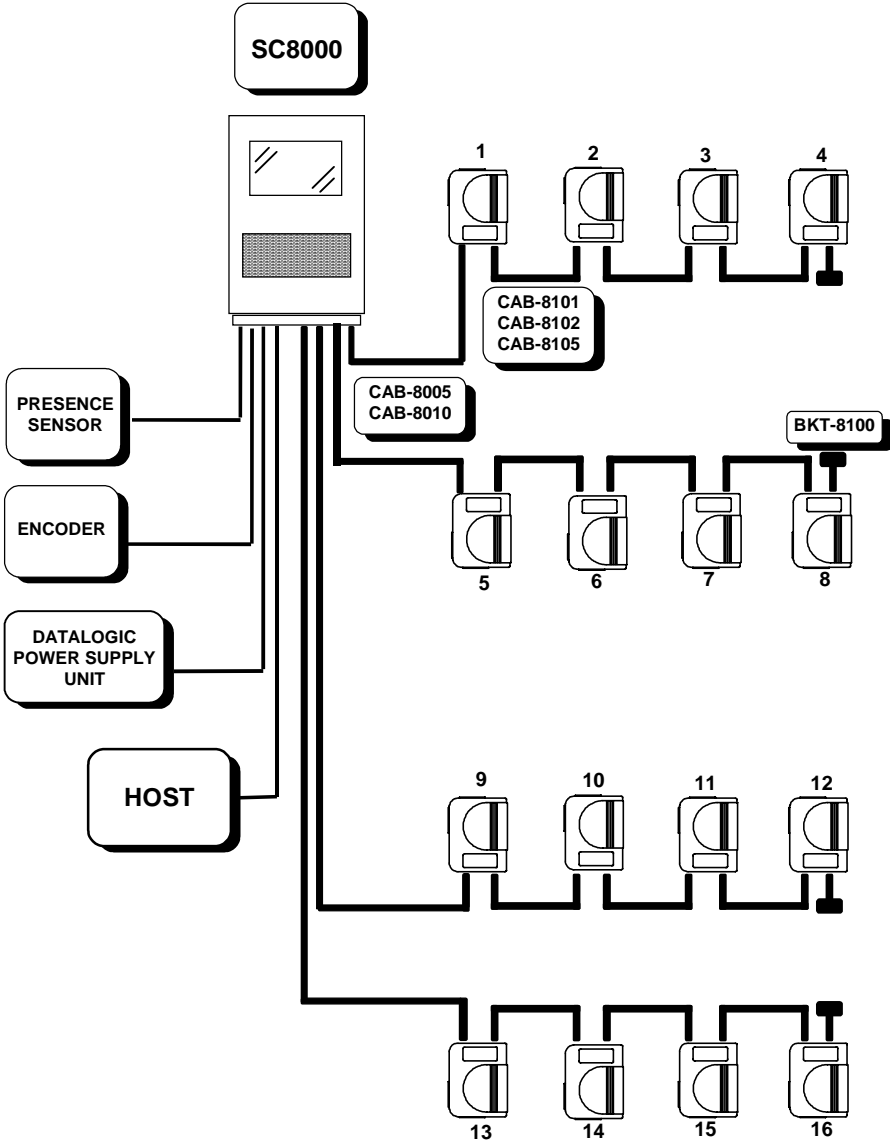 SC8000
1
2
3
4
CAB-8101
CAB-8102
CAB-8105
CAB-8005
CAB-8010
PRESENCE
SENSOR
BKT-8100
ENCODER
5
6
7
8
DATALOGIC
POWER SUPPLY
UNIT
HOST
9
10
11
12
13
14
15
16